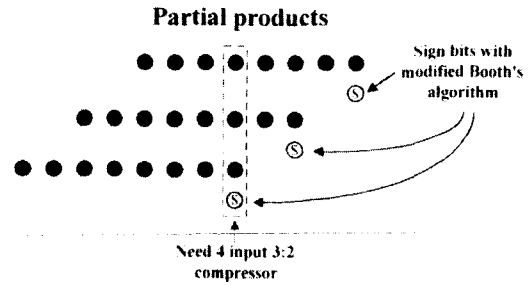 Partial products
Sign bits with
modified Booth's
algorithm
S
S
S
Need 4 input 3:2
compressor